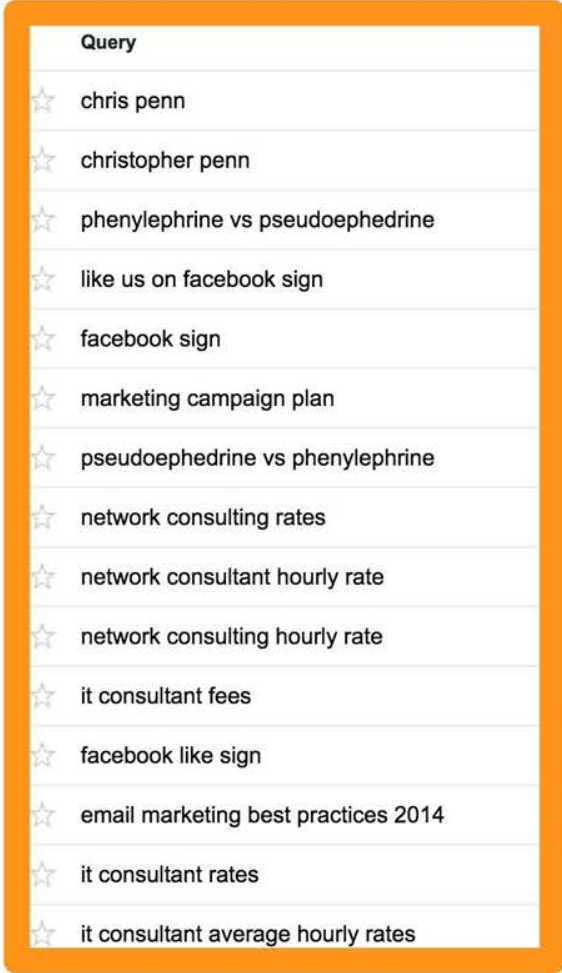 Query
chris penn
christopher penn
phenylephrine vs pseudoephedrine
like us on facebook sign
facebook sign
marketing campaign plan
pseudoephedrine vs phenylephrine
network consulting rates
network consultant hourly rate
network consulting hourly rate
it consultant fees
facebook like sign
email marketing best practices 2014
it consultant rates
it consultant average hourly rates